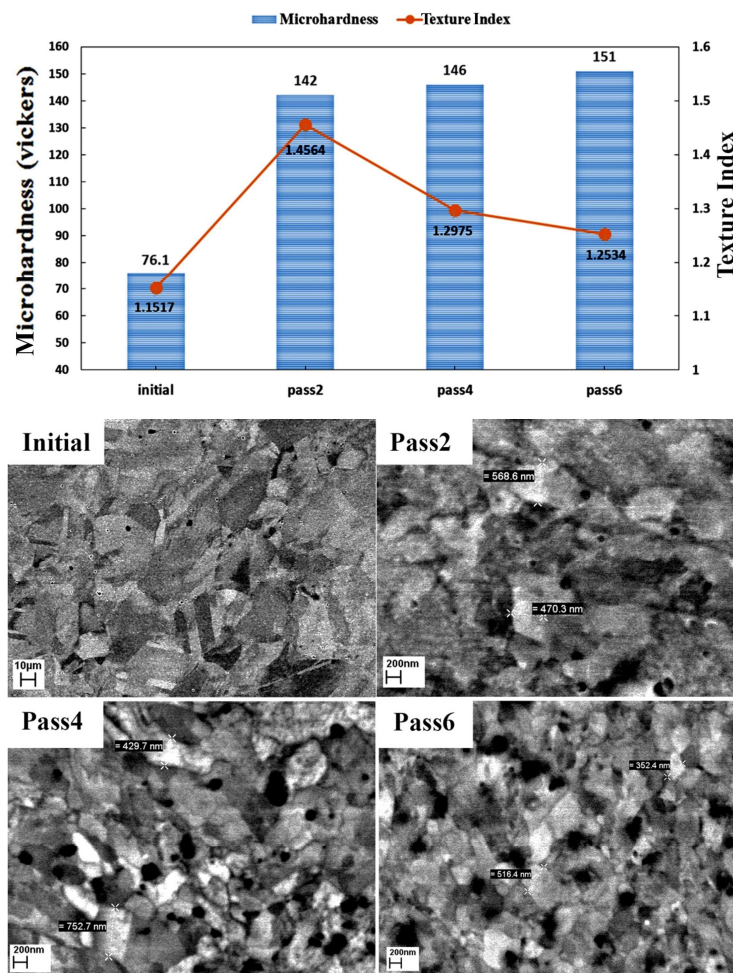 Microhardness
Texture Index
Microhardness (vickers)
160
150
140
130
120
110
100
90
80
70
60
50
40
76.1
142
146
151
1.1517
1.4564
1.2975
1.2534
1.6
1.5
1.4
1.3
1.2
1.1
1
Texture Index
initial
pass2
pass4
pass6
Initial
10µm
Pass2
= 568.6 nm
= 470.3 nm
200nm
Pass4
= 429.7 nm
= 752.7 nm
200nm
Pass6
= 352.4 nm
= 516.4 nm
200nm